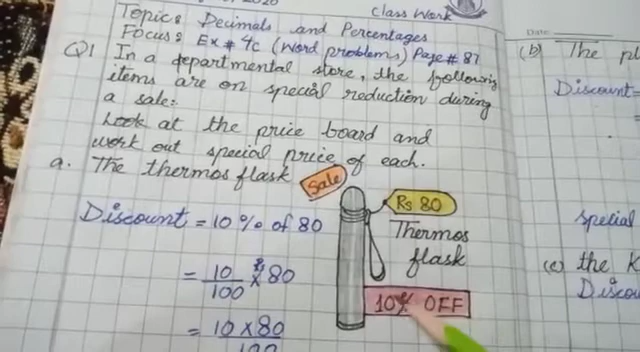 Class Work
Topic: Decimals and Percentages
Focus: Ex # 4c (Word problems) Page# 87
Q1 In a departmental store, the following
items are on special reduction during
a sale:
Look at the price board and
work out special price of each.
a. The thermos flask
Sale
Rs 80
Thermos
flask
10% OFF
Discount = 10% of 80
= 10/100 × 80
= 10 x 80
100
Date:
(b) The
Discount=
=
special
(c) the